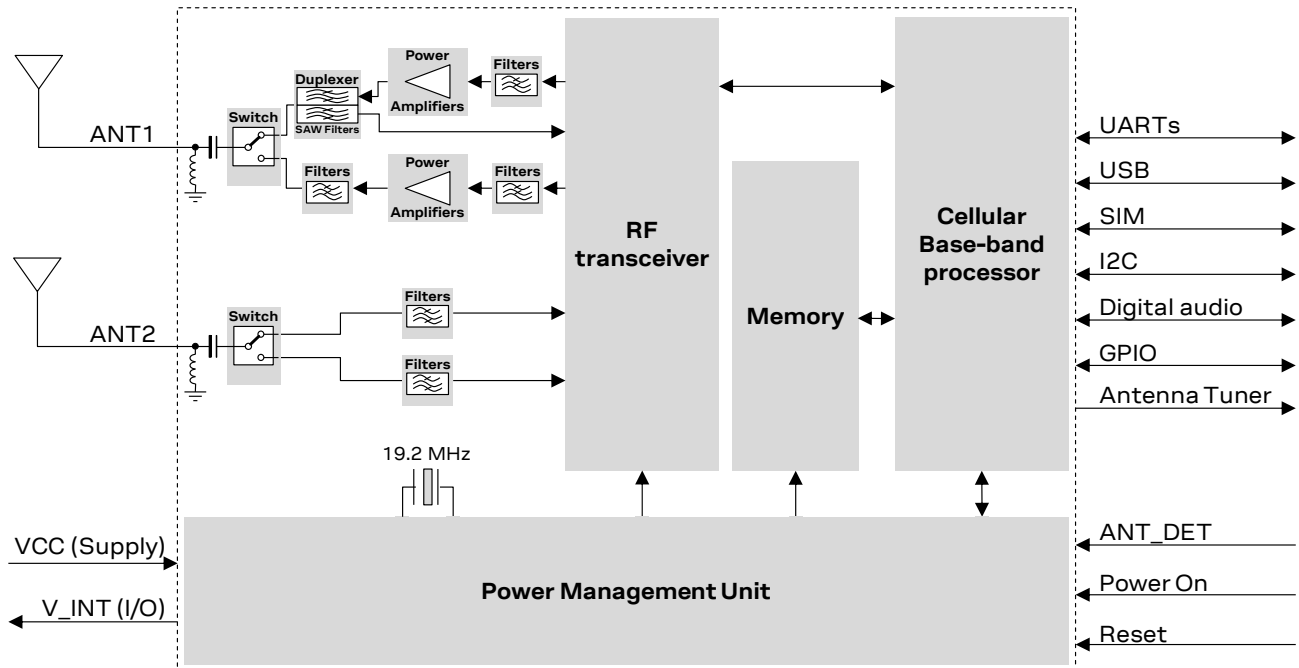 Power
Amplifiers
Filters
Duplexer
SAW Filters
Switch
ANT1
Filters
Power
Amplifiers
Filters
RF
transceiver
Memory
Cellular
Base-band
processor
UARTs
USB
SIM
I2C
Digital audio
GPIO
Antenna Tuner
Switch
ANT2
Filters
Filters
19.2 MHz
VCC (Supply)
V_INT (I/O)
Power Management Unit
ANT_DET
Power On
Reset